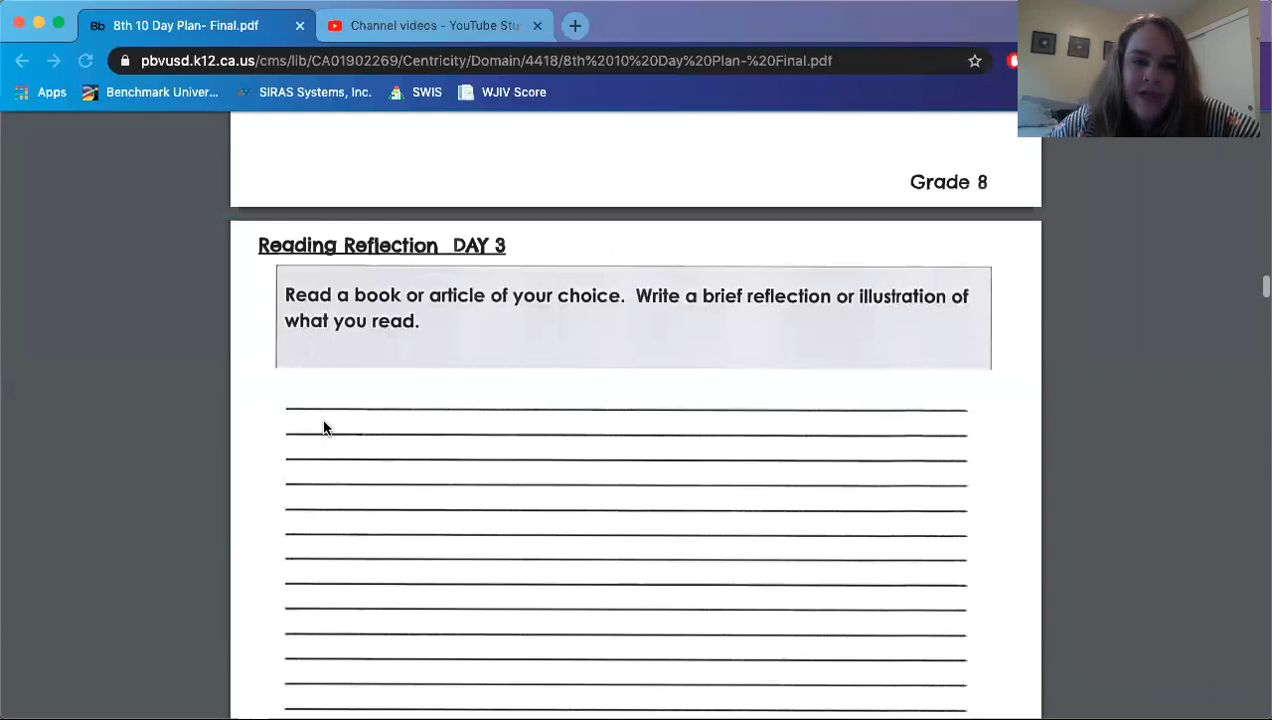 8th 10 Day Plan- Final.pdf
Channel videos - YouTube Stu
pbvusd.k12.ca.us/cms/lib/CA01902269/Centricity/Domain/4418/8th%2010%20Day%20Plan-%20Final.pdf
Apps
Benchmark Univer...
SIRAS Systems, Inc.
SWIS
WJIV Score
Grade 8
Reading Reflection DAY 3
Read a book or article of your choice. Write a brief reflection or illustration of
what you read.